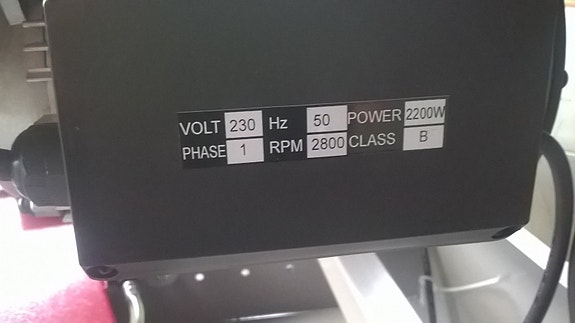 VOLT 230 Hz 50 POWER 2200W
PHASE 1 RPM 2800 CLASS B